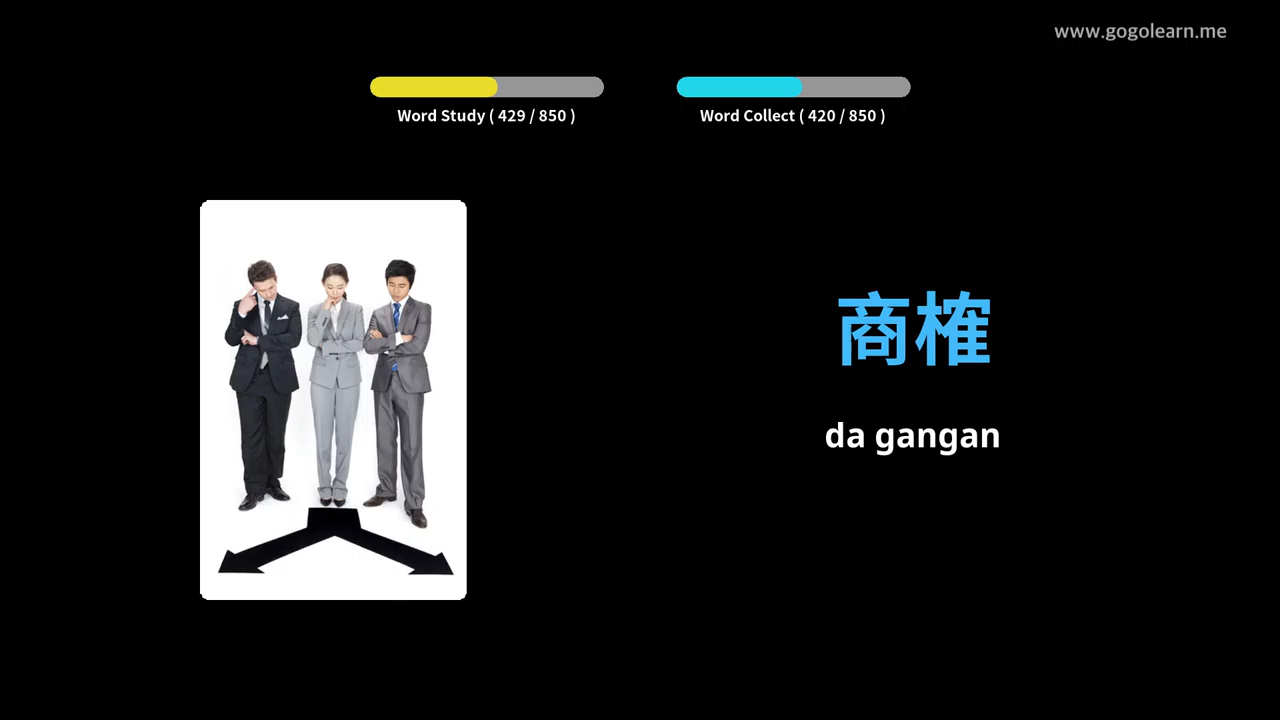 www.gogolearn.me
Word Study ( 429 / 850 )
Word Collect ( 420 / 850 )
商榷
da gangan